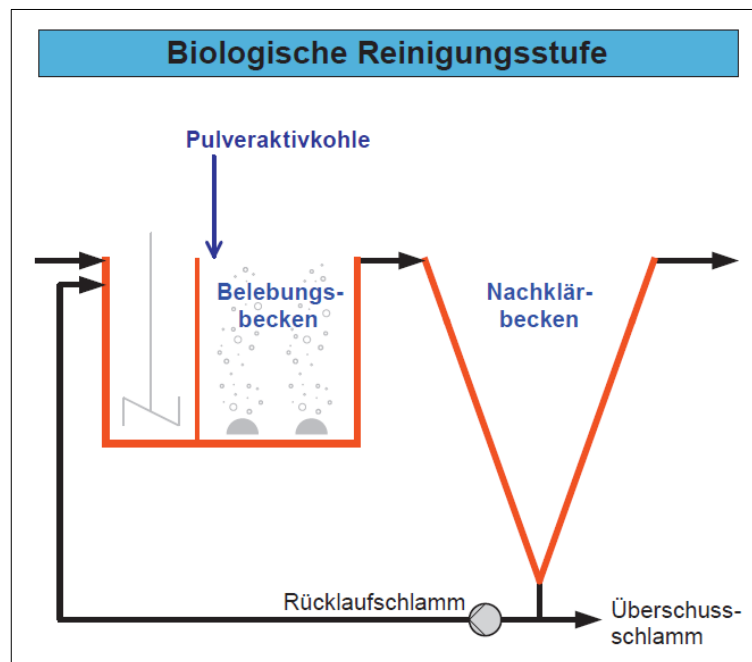 Biologische Reinigungsstufe
Pulveraktivkohle
Belebungs-
becken
Nachklär-
becken
Rücklaufschlamm
Überschuss-
schlamm